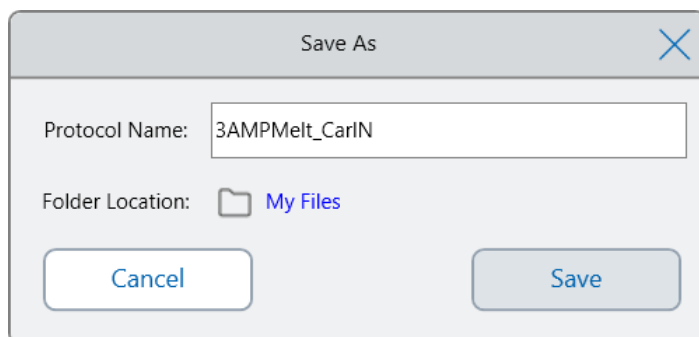 Save As
Protocol Name: 3AMPMelt_CarlN
Folder Location: My Files
Cancel Save